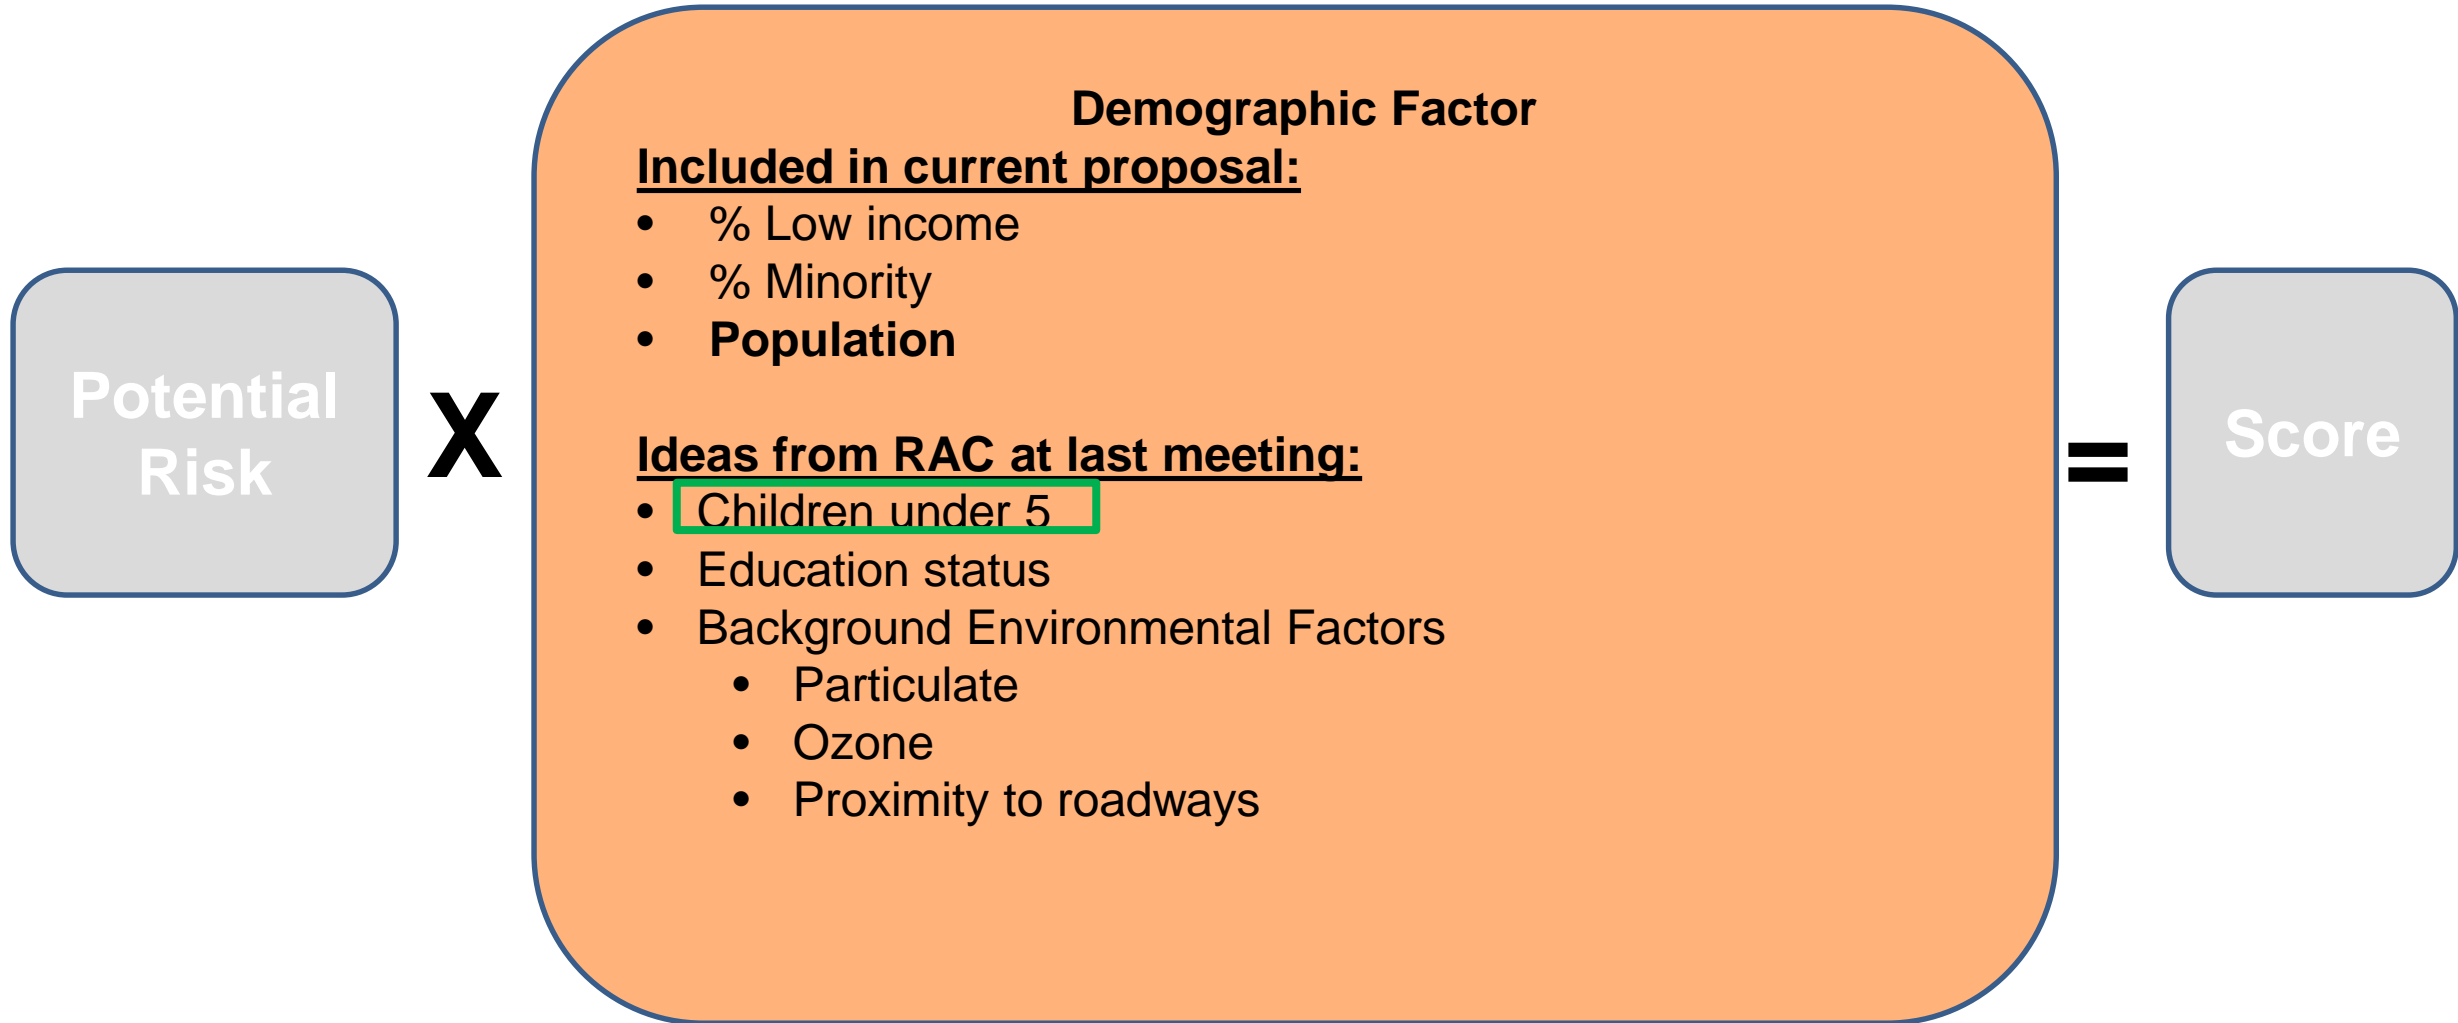 Potential
Risk
X
Demographic Factor
Included in current proposal:
• % Low income
• % Minority
• Population
Ideas from RAC at last meeting:
• Children under 5
• Education status
• Background Environmental Factors
• Particulate
• Ozone
• Proximity to roadways
=
Score